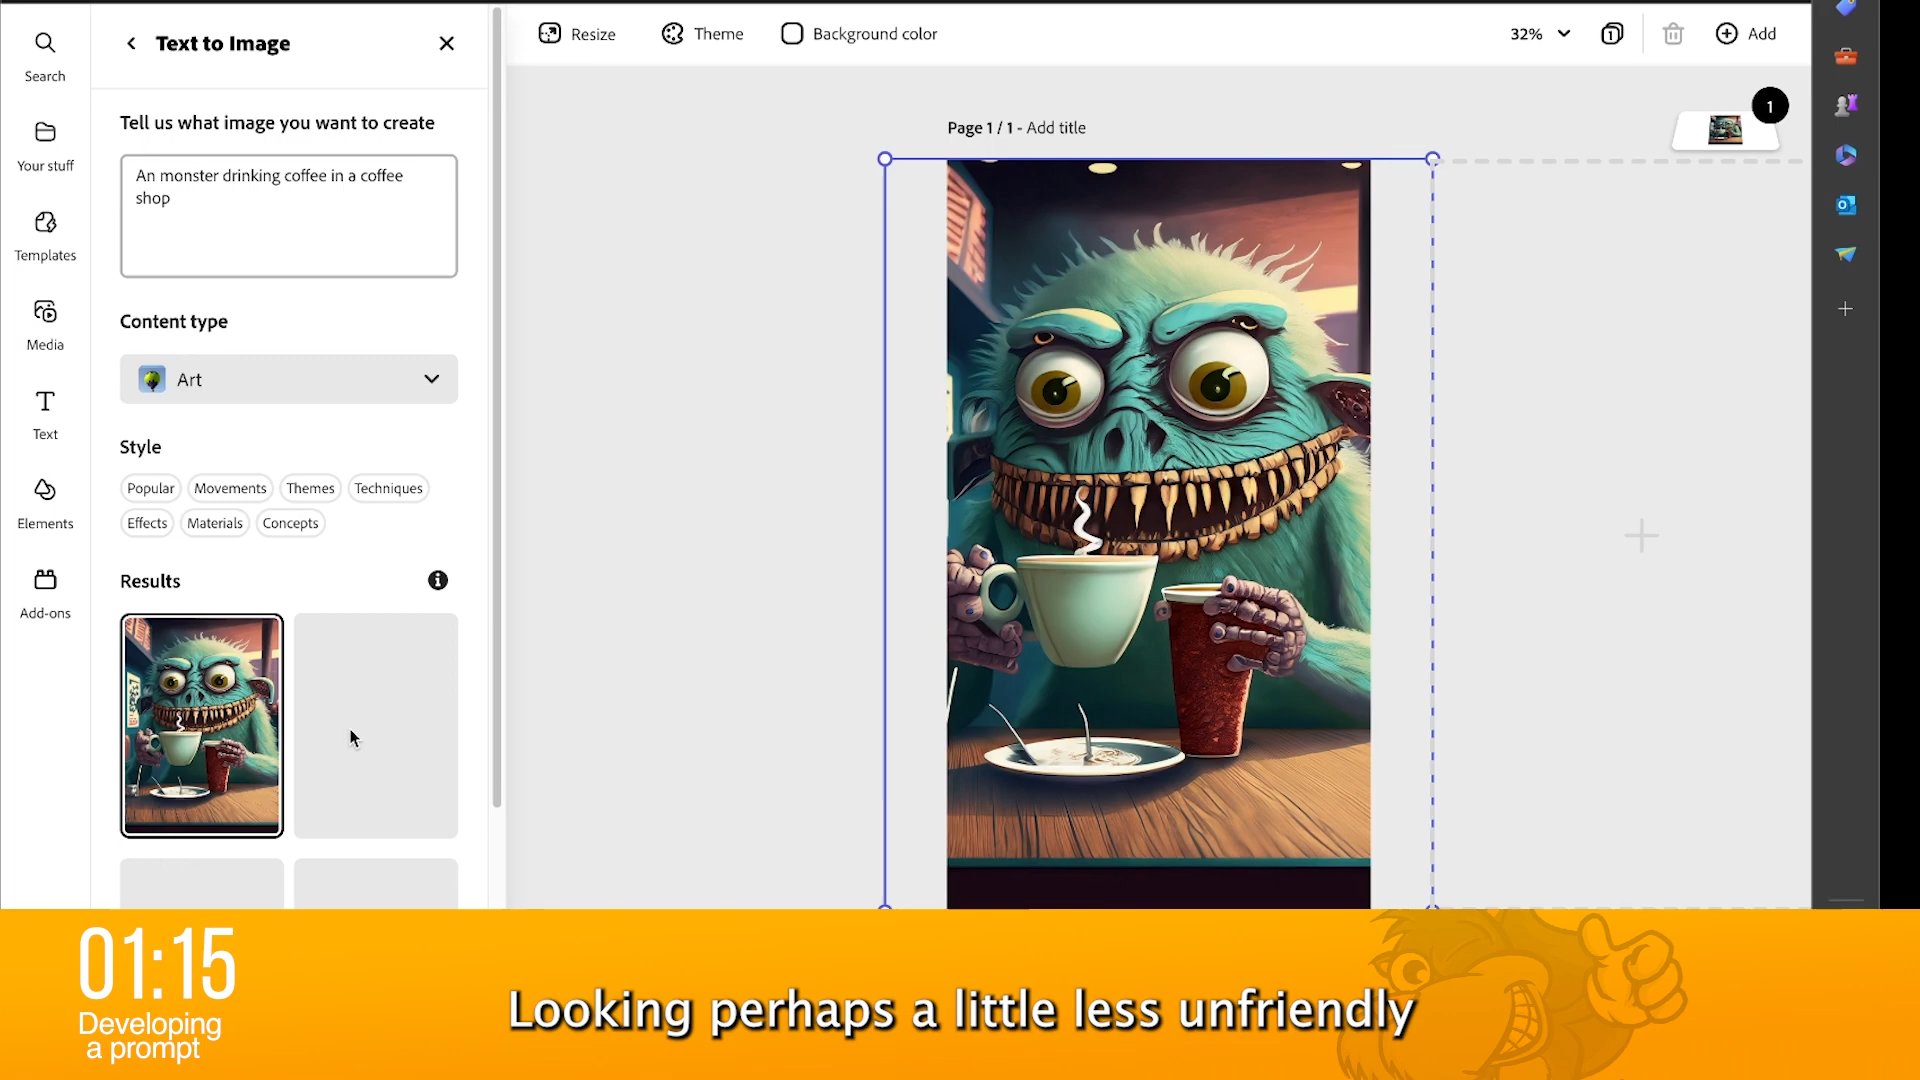 Search
Your stuff
Templates
Media
Text
Elements
Add-ons
Text to Image
Tell us what image you want to create
An monster drinking coffee in a coffee
shop
Content type
Art
Style
Popular
Movements
Themes
Techniques
Effects
Materials
Concepts
Results
Resize
Theme
Background color
32%
1
Add
Page 1 / 1 - Add title
1
01:15
Developing
a prompt
Looking perhaps a little less unfriendly